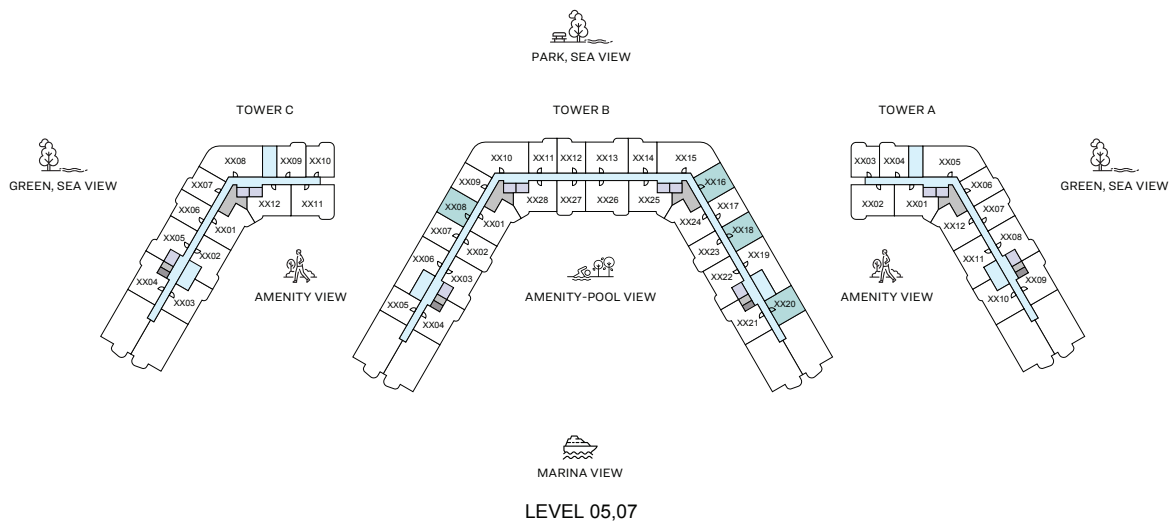 PARK, SEA VIEW
TOWER C
TOWER B
TOWER A
GREEN, SEA VIEW
GREEN, SEA VIEW
XX08
XX09
XX10
XX07
XX12
XX11
XX06
XX01
XX05
XX02
XX04
XX03
XX10
XX11
XX12
XX13
XX14
XX15
XX09
XX28
XX27
XX26
XX25
XX16
XX08
XX01
XX24
XX17
XX07
XX02
XX23
XX18
XX06
XX03
XX22
XX19
XX05
XX04
XX21
XX20
XX03
XX04
XX05
XX02
XX01
XX06
XX12
XX07
XX11
XX08
XX10
XX09
AMENITY VIEW
AMENITY-POOL VIEW
AMENITY VIEW
MARINA VIEW
LEVEL 05,07